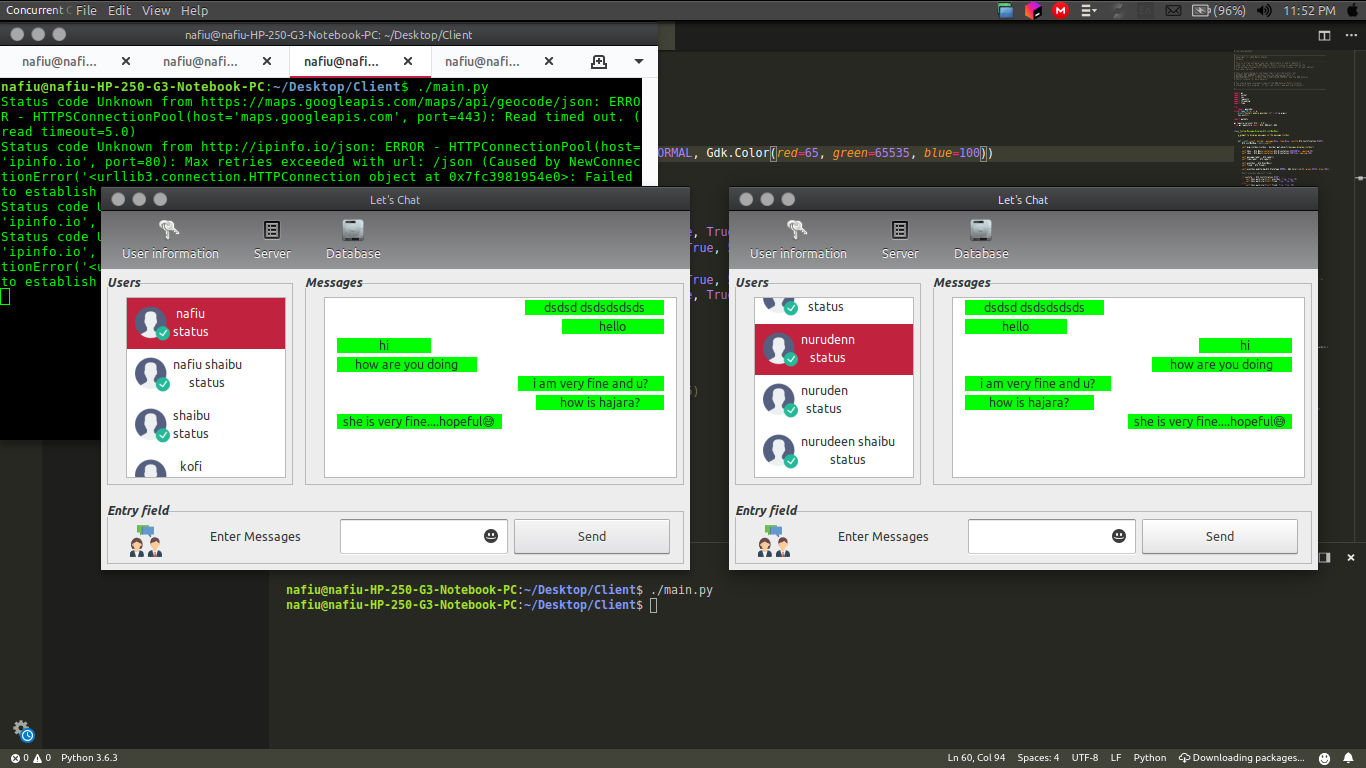 Concurrent C File Edit View Help (96%) 11:52 PM
nafiu@nafiu-HP-250-G3-Notebook-PC: ~/Desktop/Client
nafiu@nafi... nafiu@nafi... nafiu@nafi... nafiu@nafi...
nafiu@nafiu-HP-250-G3-Notebook-PC:~/Desktop/Client$ ./main.py
Status code Unknown from https://maps.googleapis.com/maps/api/geocode/json: ERRO
R - HTTPSConnectionPool(host='maps.googleapis.com', port=443): Read timed out. (
read timeout=5.0)
Status code Unknown from http://ipinfo.io/json: ERROR - HTTPConnectionPool(host=
'ipinfo.io', port=80): Max retries exceeded with url: /json (Caused by NewConnec
tionError('<urllib3.connection.HTTPConnection object at 0x7fc3981954e0>: Failed
to establish
Status code U
'ipinfo.io',
Status code U
'ipinfo.io',
tionError('<u
to establish
ORMAL, Gdk.Color(red=65, green=65535, blue=100))
e, True
True,
True,
e, True
Let's Chat
User information Server Database
Users
nafiu
status
nafiu shaibu
status
shaibu
status
kofi
Messages
dsdsd dsdsdsdsds
hello
hi
how are you doing
i am very fine and u?
how is hajara?
she is very fine....hopeful😅
Entry field
Enter Messages Send
Let's Chat
User information Server Database
Users
status
nurudenn
status
nuruden
status
nurudeen shaibu
status
Messages
dsdsd dsdsdsdsds
hello
hi
how are you doing
i am very fine and u?
how is hajara?
she is very fine....hopeful😅
Entry field
Enter Messages Send
nafiu@nafiu-HP-250-G3-Notebook-PC:~/Desktop/Client$ ./main.py
nafiu@nafiu-HP-250-G3-Notebook-PC:~/Desktop/Client$
0 0 Python 3.6.3 Ln 60, Col 94 Spaces: 4 UTF-8 LF Python Downloading packages...